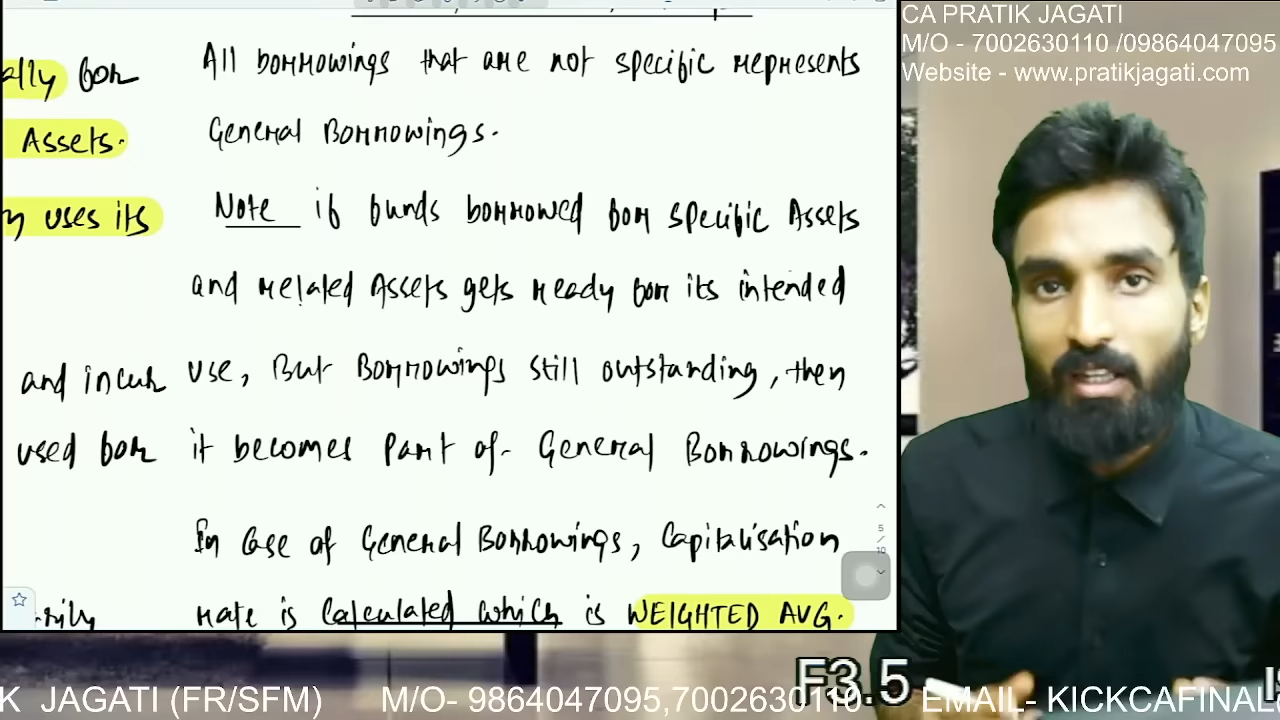 CA PRATIK JAGATI
M/O - 7002630110 /09864047095
Website - www.pratikjagati.com
ally for
Assets.
y uses its
and incur
used for
All borrowings that are not specific represents
General Borrowings.
Note if funds borrowed for specific Assets
and related Assets gets ready for its intended
use, But Borrowings still outstanding, then
it becomes Part of General Borrowings.
In Case of General Borrowings, Capitalisation
rate is Calculated which is WEIGHTED AVG.
5
/
10
F3.5
K JAGATI (FR/SFM) M/O- 9864047095,7002630110 EMAIL- KICKCAFINAL